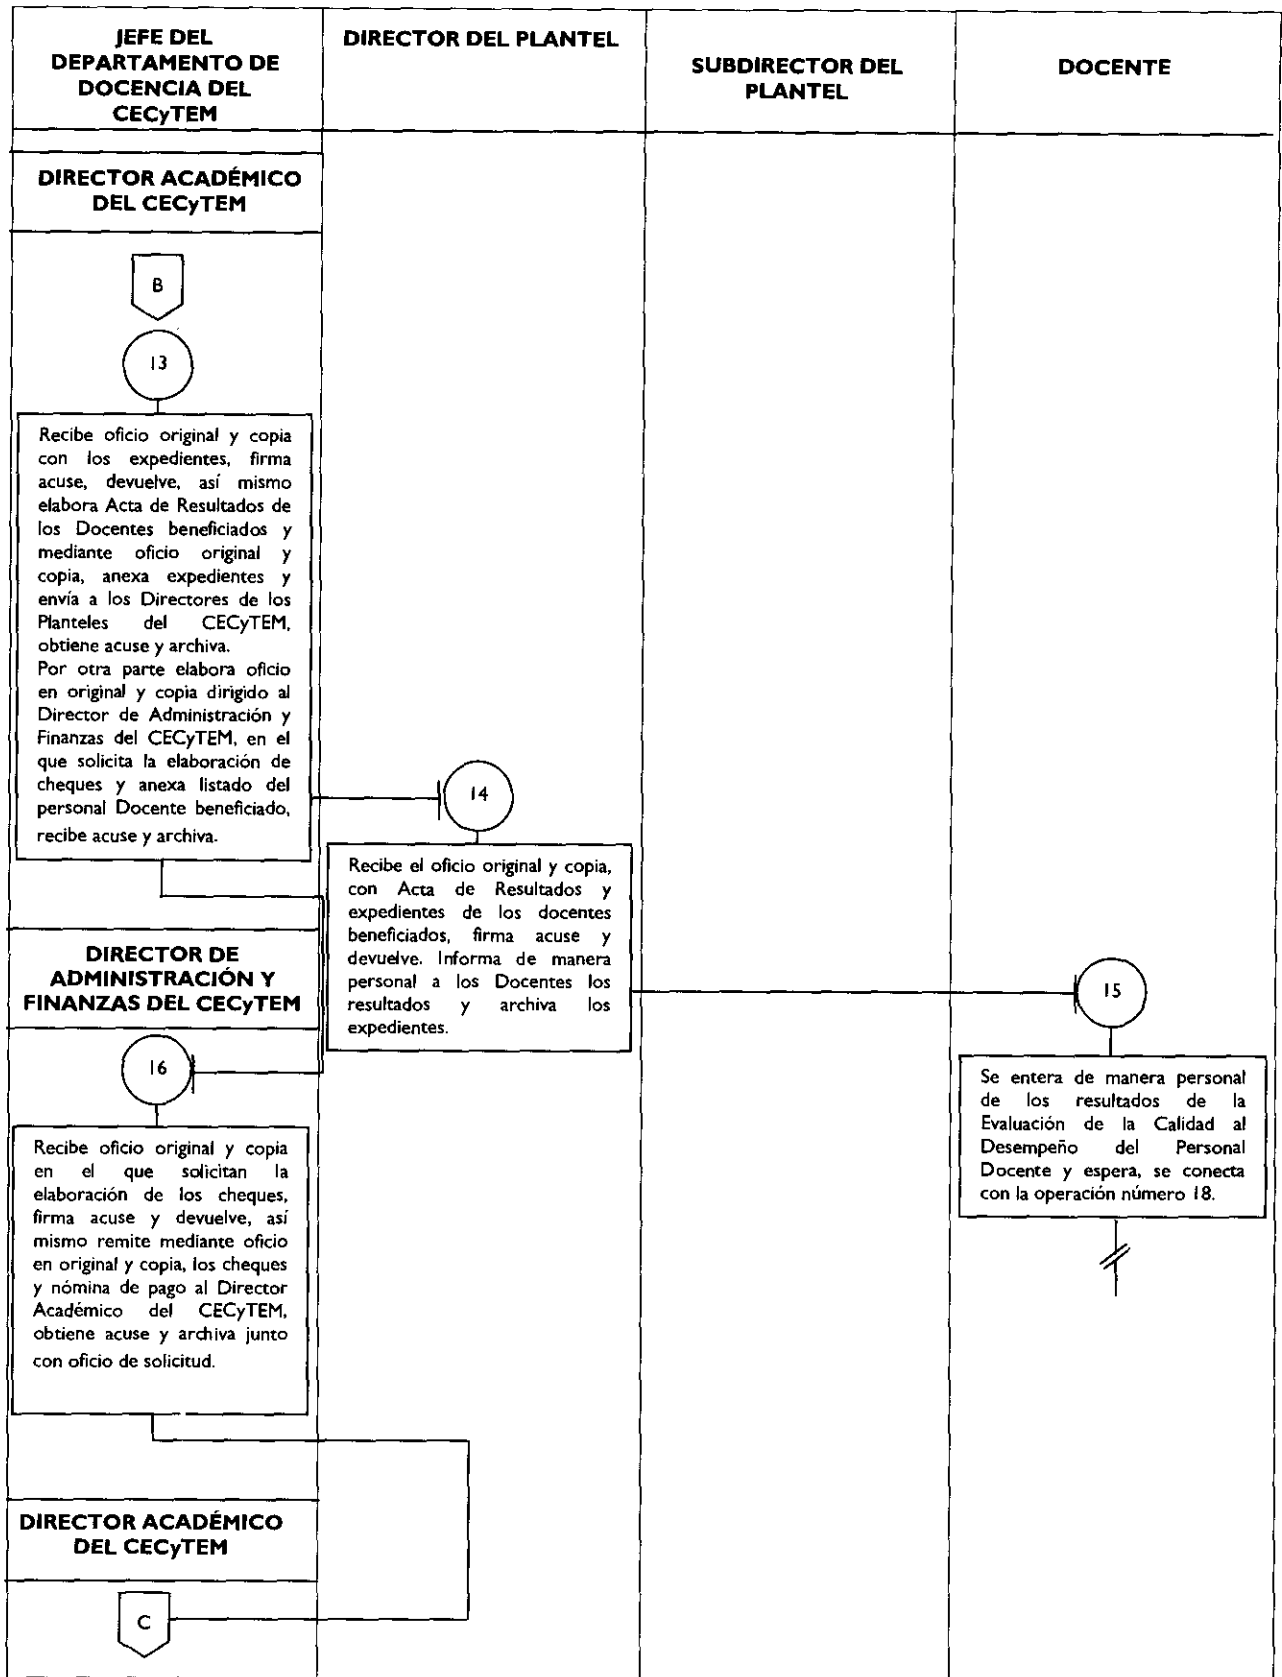 JEFE DEL
DEPARTAMENTO DE
DOCENCIA DEL
CECyTEM
DIRECTOR DEL PLANTEL
SUBDIRECTOR DEL
PLANTEL
DOCENTE
DIRECTOR ACADÉMICO
DEL CECyTEM
B
13
Recibe oficio original y copia
con los expedientes, firma
acuse, devuelve, así mismo
elabora Acta de Resultados de
los Docentes beneficiados y
mediante oficio original y
copia, anexa expedientes y
envía a los Directores de los
Planteles del CECyTEM,
obtiene acuse y archiva.
Por otra parte elabora oficio
en original y copia dirigido al
Director de Administración y
Finanzas del CECyTEM, en el
que solicita la elaboración de
cheques y anexa listado del
personal Docente beneficiado,
recibe acuse y archiva.
14
Recibe el oficio original y copia,
con Acta de Resultados y
expedientes de los docentes
beneficiados, firma acuse y
devuelve. Informa de manera
personal a los Docentes los
resultados y archiva los
expedientes.
15
Se entera de manera personal
de los resultados de la
Evaluación de la Calidad al
Desempeño del Personal
Docente y espera, se conecta
con la operación número 18.
DIRECTOR DE
ADMINISTRACIÓN Y
FINANZAS DEL CECyTEM
16
Recibe oficio original y copia
en el que solicitan la
elaboración de los cheques,
firma acuse y devuelve, así
mismo remite mediante oficio
en original y copia, los cheques
y nómina de pago al Director
Académico del CECyTEM,
obtiene acuse y archiva junto
con oficio de solicitud.
DIRECTOR ACADÉMICO
DEL CECyTEM
C